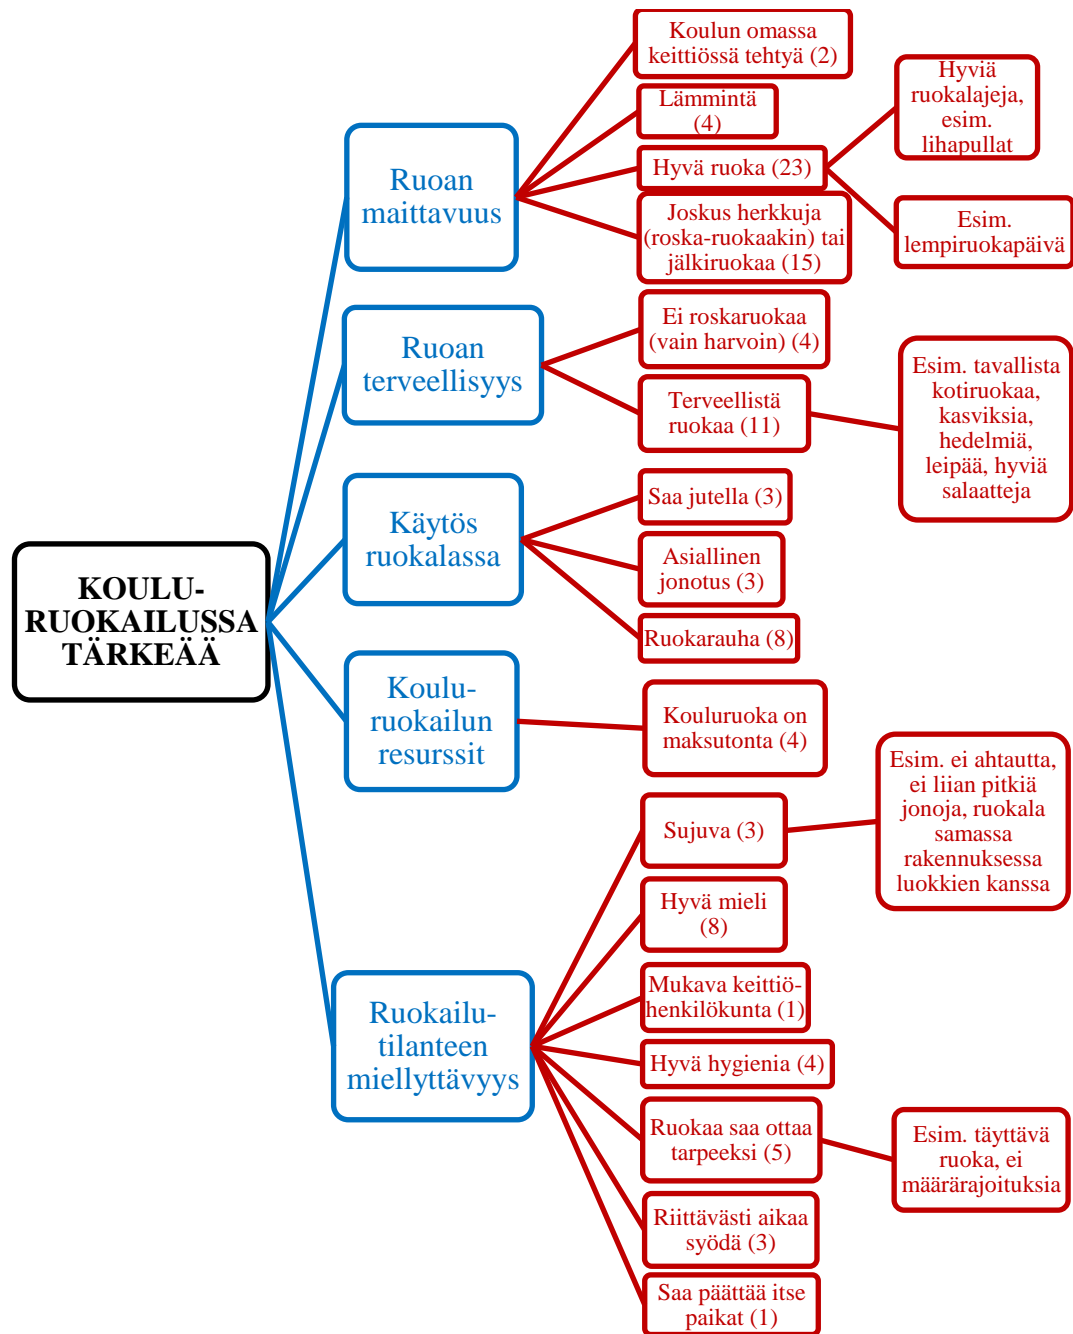 KOULU-
RUOKAILUSSA
TÄRKEÄÄ
Ruoan
maittavuus
Koulun omassa
keittiössä tehtyä (2)
Lämmintä
(4)
Hyvä ruoka (23)
Hyviä
ruokalajeja,
esim.
lihapullat
Esim.
lempiruokapäivä
Joskus herkkuja
(roska-ruokaakin) tai
jälkiruokaa (15)
Ruoan
terveellisyys
Ei roskaruokaa
(vain harvoin) (4)
Terveellistä
ruokaa (11)
Esim. tavallista
kotiruokaa,
kasviksia,
hedelmiä,
leipää, hyviä
salaatteja
Käytös
ruokalassa
Saa jutella (3)
Asiallinen
jonotus (3)
Ruokarauha (8)
Koulu-
ruokailun
resurssit
Kouluruoka on
maksutonta (4)
Ruokailu-
tilanteen
miellyttävyys
Sujuva (3)
Esim. ei ahtautta,
ei liian pitkiä
jonoja, ruokala
samassa
rakennuksessa
luokkien kanssa
Hyvä mieli
(8)
Mukava keittiö-
henkilökunta (1)
Hyvä hygienia (4)
Ruokaa saa ottaa
tarpeeksi (5)
Esim. täyttävä
ruoka, ei
määrärajoituksia
Riittävästi aikaa
syödä (3)
Saa päättää itse
paikat (1)